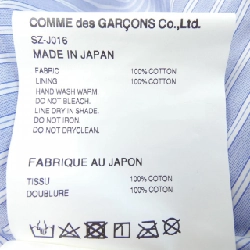 COMME des GARÇONS Co.,Ltd.
SZ-J016
MADE IN JAPAN
FABRIC 100% COTTON
LINING 100% COTTON
HAND WASH WARM
DO NOT BLEACH.
LINE DRY IN SHADE.
DO NOT IRON.
DO NOT DRYCLEAN.
FABRIQUE AU JAPON
TISSU 100% COTTON
DOUBLURE 100% COTTON